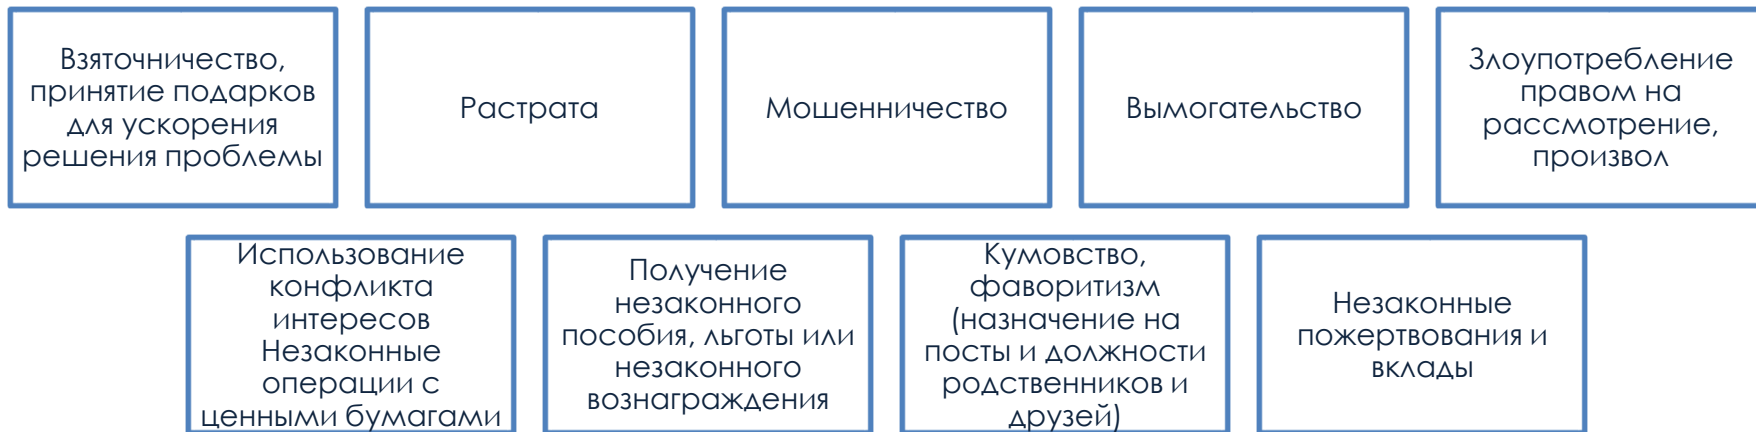 Взяточничество,
принятие подарков
для ускорения
решения проблемы
Растрата
Мошенничество
Вымогательство
Злоупотребление
правом на
рассмотрение,
произвол
Использование
конфликта
интересов
Незаконные
операции с
ценными бумагами
Получение
незаконного
пособия, льготы или
незаконного
вознаграждения
Кумовство,
фаворитизм
(назначение на
посты и должности
родственников и
друзей)
Незаконные
пожертвования и
вклады